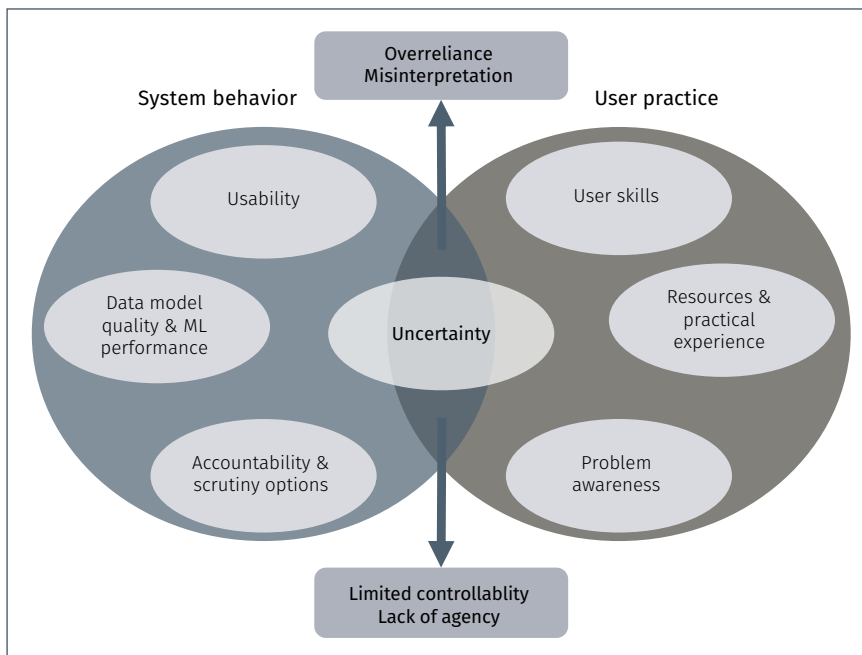 Overreliance
Misinterpretation
System behavior
User practice
Usability
User skills
Data model
quality & ML
performance
Uncertainty
Resources &
practical
experience
Accountability &
scrutiny options
Problem
awareness
Limited controllablity
Lack of agency